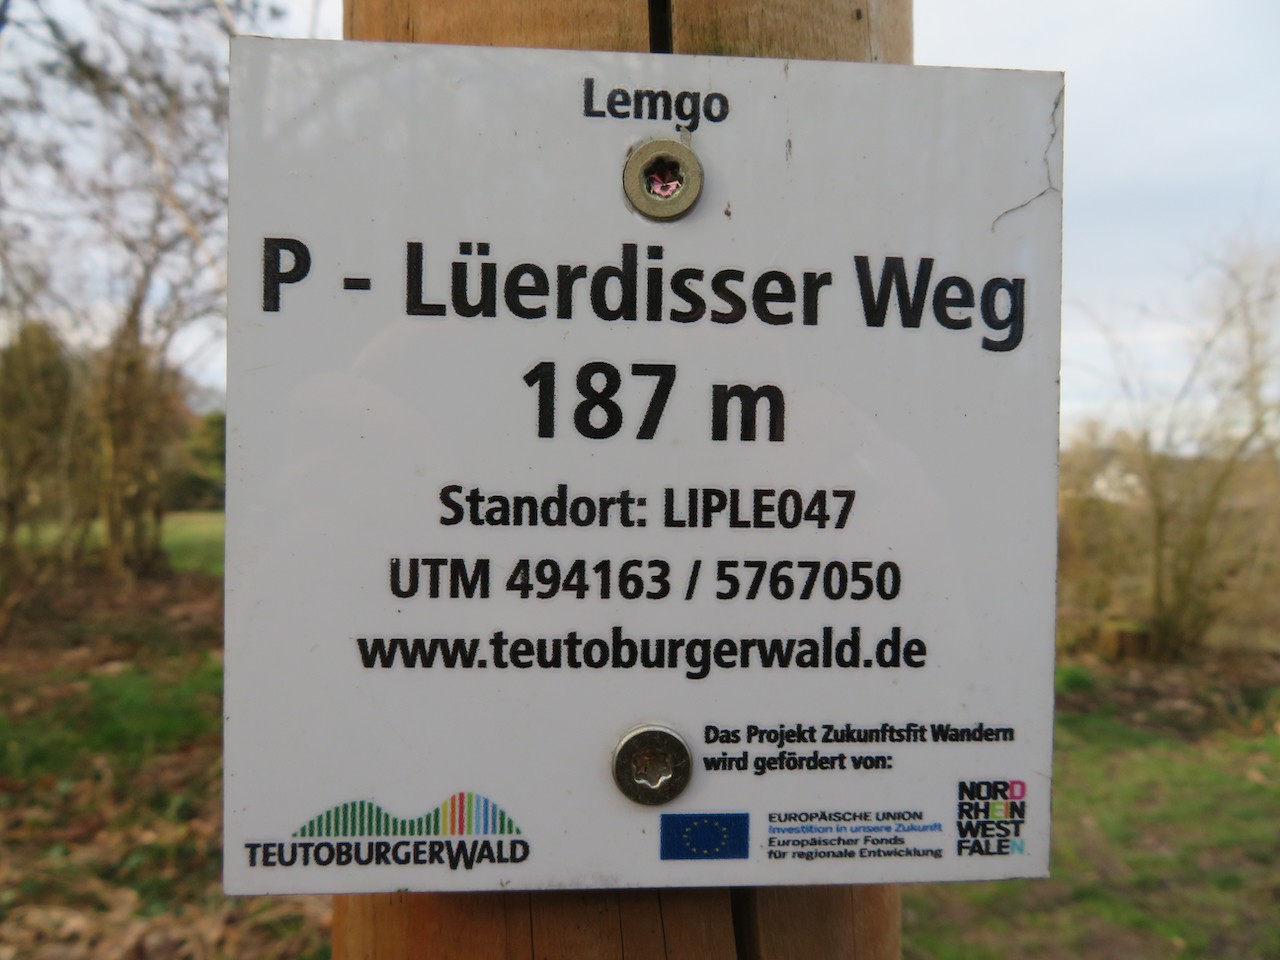 Lemgo
P - Lüerdisser Weg
187 m
Standort: LIPLE047
UTM 494163 / 5767050
www.teutoburgerwald.de
Das Projekt Zukunftsfit Wandern
wird gefördert von:
TEUTOBURGERWALD
EUROPÄISCHE UNION
Investition in unsere Zukunft
Europäischer Fonds
für regionale Entwicklung
NORD
RHEIN
WEST
FALEN